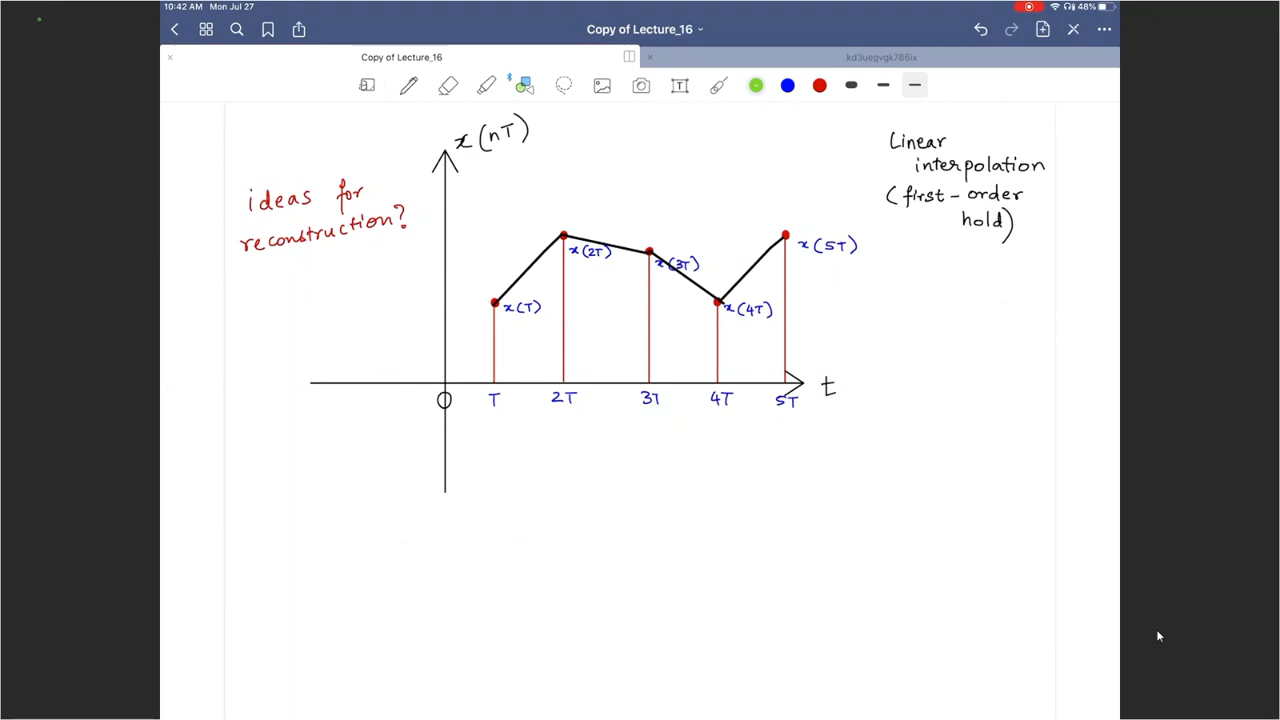 10:42 AM Mon Jul 27
48%
Copy of Lecture_16
Copy of Lecture_16
kd3uegvgk786ix
T
x(nT)
Linear
interpolation
(first-order
hold)
ideas for
reconstruction?
x(2T)
x(3T)
x(5T)
x(T)
x(4T)
t
0
T
2T
3T
4T
5T